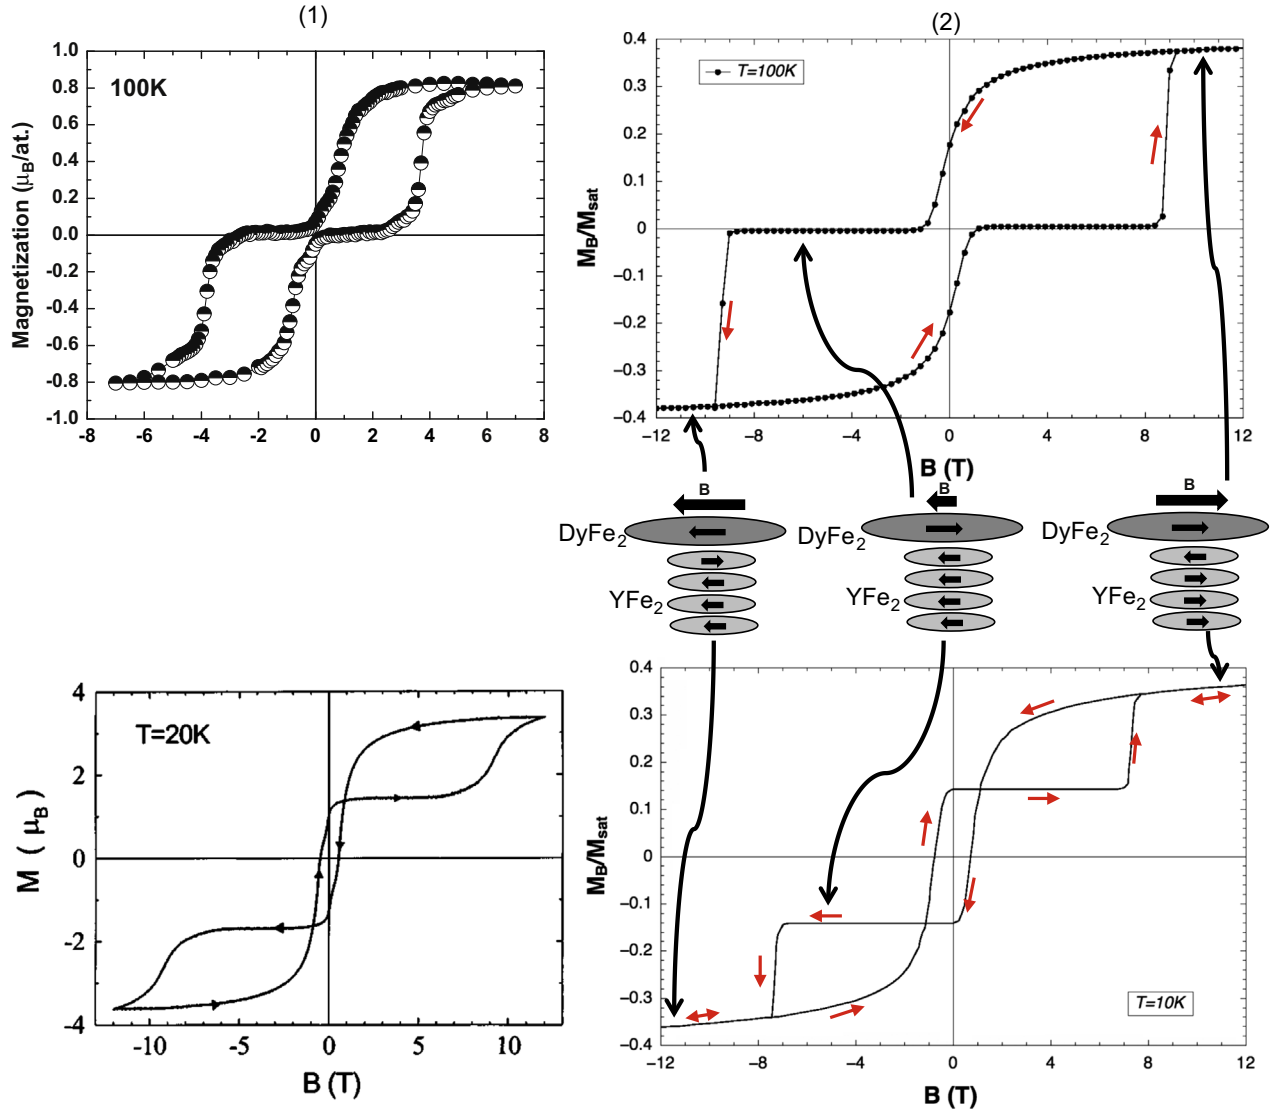 (1)
1.0
0.8
0.6
0.4
0.2
0.0
-0.2
-0.4
-0.6
-0.8
-1.0
100K
Magnetization (μB/at.)
-8 -6 -4 -2 0 2 4 6 8
(2)
0.4
0.3
0.2
0.1
0
−0.1
−0.2
−0.3
−0.4
T=100K
MB/Msat
−12 −8 −4 0 4 8 12
B (T)
B
DyFe2
YFe2
B
DyFe2
YFe2
B
DyFe2
YFe2
4
2
0
-2
-4
T=20K
M ( μB )
-10 -5 0 5 10
B (T)
0.4
0.3
0.2
0.1
0
−0.1
−0.2
−0.3
−0.4
MB/Msat
T=10K
−12 −8 −4 0 4 8 12
B (T)